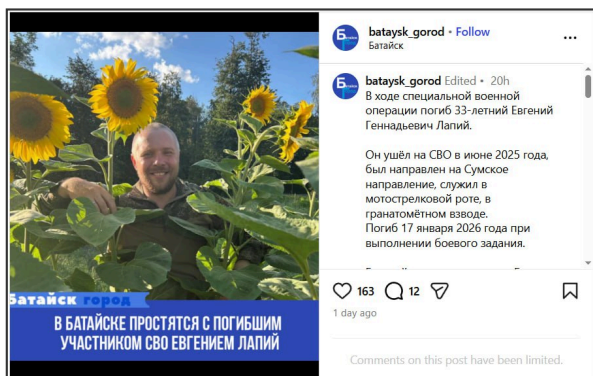 Батайск город
В БАТАЙСКЕ ПРОСТЯТСЯ С ПОГИБШИМ
УЧАСТНИКОМ СВО ЕВГЕНИЕМ ЛАПИЙ
bataysk_gorod • Follow
Батайск
bataysk_gorod Edited • 20h
В ходе специальной военной
операции погиб 33-летний Евгений
Геннадьевич Лапий.
Он ушёл на СВО в июне 2025 года,
был направлен на Сумское
направление, служил в
мотострелковой роте, в
гранатомётном взводе.
Погиб 17 января 2026 года при
выполнении боевого задания.
163 12
1 day ago
Comments on this post have been limited.